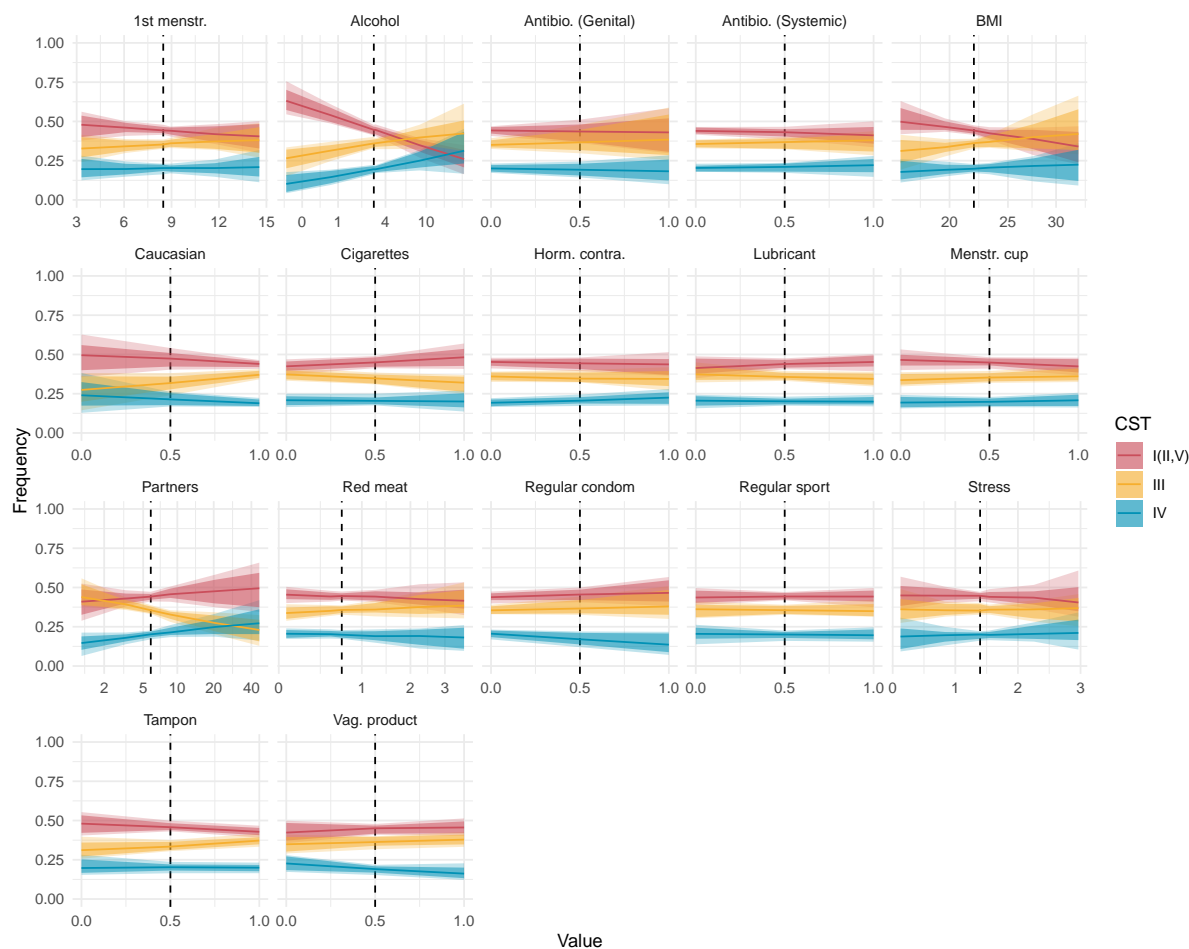 1st menstr. Alcohol Antibio. (Genital) Antibio. (Systemic) BMI
1.00
0.75
0.50
0.25
0.00
3 6 9 12 15 0 1 4 10 0.0 0.5 1.0 0.0 0.5 1.0 20 25 30
Caucasian Cigarettes Horm. contra. Lubricant Menstr. cup
1.00
0.75
0.50
0.25
0.00
0.0 0.5 1.0 0.0 0.5 1.0 0.0 0.5 1.0 0.0 0.5 1.0 0.0 0.5 1.0
Partners Red meat Regular condom Regular sport Stress
1.00
0.75
0.50
0.25
0.00
2 5 10 20 40 0 1 2 3 0.0 0.5 1.0 0.0 0.5 1.0 0 1 2 3
Tampon Vag. product
1.00
0.75
0.50
0.25
0.00
0.0 0.5 1.0 0.0 0.5 1.0
Frequency
Value
CST
I(II,V)
III
IV